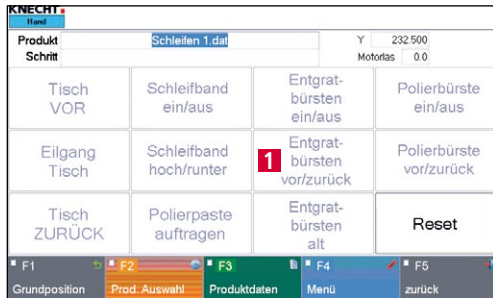 KNECHT
Hand
Produkt Schleifen 1.dat Y 232.500
Schritt Motorlas 0.0
Tisch
VOR
Schleifband
ein/aus
Entgrat-
bürsten
ein/aus
Polierbürste
ein/aus
Eilgang
Tisch
Schleifband
hoch/runter
1
Entgrat-
bürsten
vor/zurück
Polierbürste
vor/zurück
Tisch
ZURÜCK
Polierpaste
auftragen
Entgrat-
bürsten
alt
Reset
F1 F2 F3 F4 F5
Grundposition Prod. Auswahl Produktdaten Menü zurück